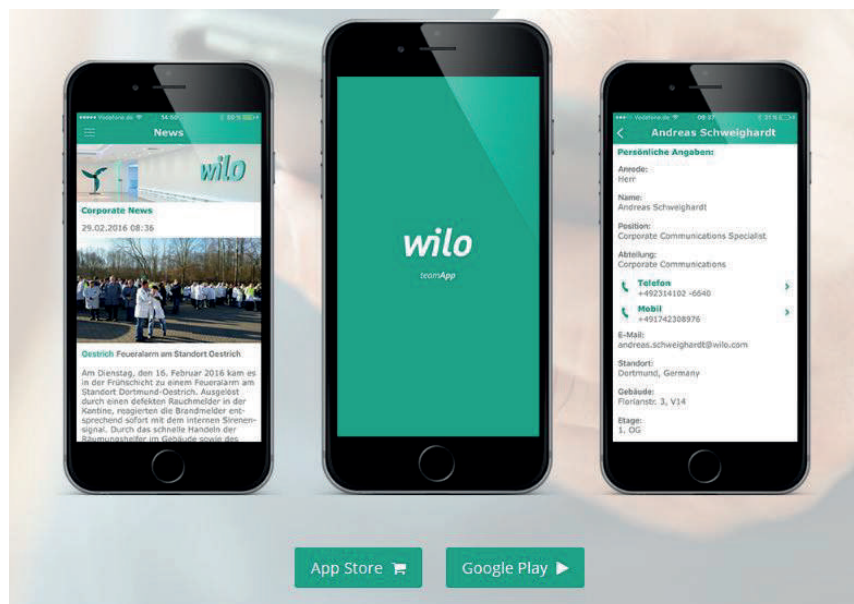 Vodafone.de 14:00
News
wilo
Corporate News
29.02.2016 08:36
Oestrich Feueralarm am Standort Oestrich
Am Dienstag, den 16. Februar 2016 kam es
in der Frühschicht zu einem Feueralarm am
Standort Dortmund-Oestrich. Ausgelöst
durch einen defekten Rauchmelder in der
Kantine, reagierten die Brandmelder ent-
sprechend sofort mit dem internen Sirenen-
signal. Durch das schnelle Handeln der
Räumungshelfer im Gebäude sowie des
wilo
teamApp
Vodafone.de 08:37
Andreas Schweighardt
Persönliche Angaben:
Anrede:
Herr
Name:
Andreas Schweighardt
Position:
Corporate Communications Specialist
Abteilung:
Corporate Communications
Telefon
+492314102 -6640
Mobil
+491742308976
E-Mail:
andreas.schweighardt@wilo.com
Standort:
Dortmund, Germany
Gebäude:
Florianstr. 3, V14
Etage:
1. OG
App Store
Google Play